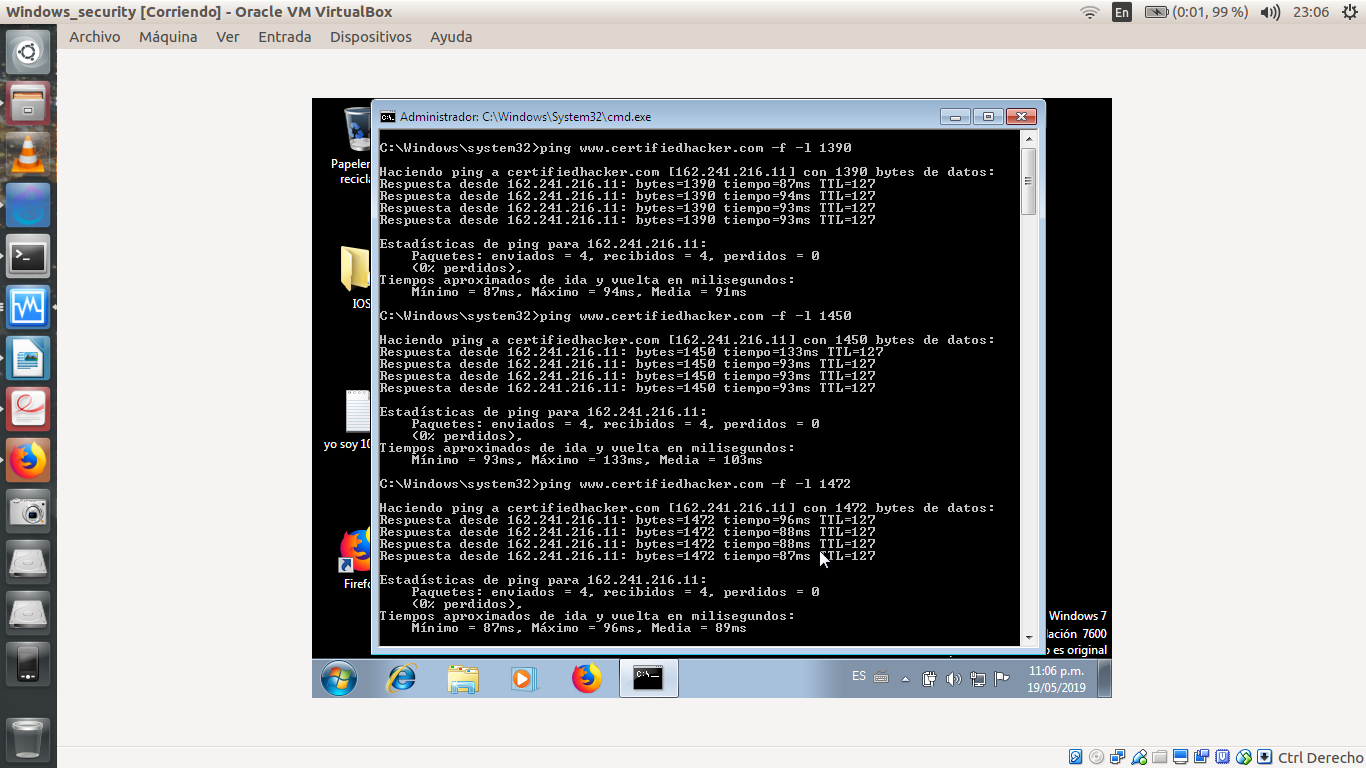 Windows_security [Corriendo] - Oracle VM VirtualBox
En
(0:01, 99 %)
23:06
Archivo Máquina Ver Entrada Dispositivos Ayuda
Administrador: C:\Windows\System32\cmd.exe
C:\Windows\system32>ping www.certifiedhacker.com -f -l 1390
Haciendo ping a certifiedhacker.com [162.241.216.11] con 1390 bytes de datos:
Respuesta desde 162.241.216.11: bytes=1390 tiempo=87ms TTL=127
Respuesta desde 162.241.216.11: bytes=1390 tiempo=94ms TTL=127
Respuesta desde 162.241.216.11: bytes=1390 tiempo=93ms TTL=127
Respuesta desde 162.241.216.11: bytes=1390 tiempo=93ms TTL=127
Estadísticas de ping para 162.241.216.11:
Paquetes: enviados = 4, recibidos = 4, perdidos = 0
(0% perdidos),
Tiempos aproximados de ida y vuelta en milisegundos:
Mínimo = 87ms, Máximo = 94ms, Media = 91ms
C:\Windows\system32>ping www.certifiedhacker.com -f -l 1450
Haciendo ping a certifiedhacker.com [162.241.216.11] con 1450 bytes de datos:
Respuesta desde 162.241.216.11: bytes=1450 tiempo=133ms TTL=127
Respuesta desde 162.241.216.11: bytes=1450 tiempo=93ms TTL=127
Respuesta desde 162.241.216.11: bytes=1450 tiempo=93ms TTL=127
Respuesta desde 162.241.216.11: bytes=1450 tiempo=93ms TTL=127
Estadísticas de ping para 162.241.216.11:
Paquetes: enviados = 4, recibidos = 4, perdidos = 0
(0% perdidos),
Tiempos aproximados de ida y vuelta en milisegundos:
Mínimo = 93ms, Máximo = 133ms, Media = 103ms
C:\Windows\system32>ping www.certifiedhacker.com -f -l 1472
Haciendo ping a certifiedhacker.com [162.241.216.11] con 1472 bytes de datos:
Respuesta desde 162.241.216.11: bytes=1472 tiempo=96ms TTL=127
Respuesta desde 162.241.216.11: bytes=1472 tiempo=88ms TTL=127
Respuesta desde 162.241.216.11: bytes=1472 tiempo=88ms TTL=127
Respuesta desde 162.241.216.11: bytes=1472 tiempo=87ms TTL=127
Estadísticas de ping para 162.241.216.11:
Paquetes: enviados = 4, recibidos = 4, perdidos = 0
(0% perdidos),
Tiempos aproximados de ida y vuelta en milisegundos:
Mínimo = 87ms, Máximo = 96ms, Media = 89ms
Papeler
recicla
IOS
yo soy 10
Firefo
Windows 7
lación 7600
o es original
ES
11:06 p.m.
19/05/2019
Ctrl Derecho